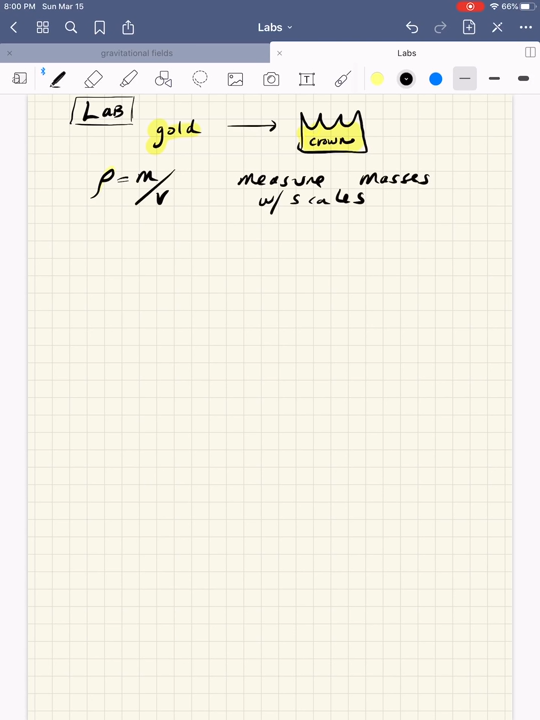 8:00 PM Sun Mar 15
66%
Labs
gravitational fields
Labs
T
LAB
gold → crown
ρ = m/v
measure masses
w/ scales